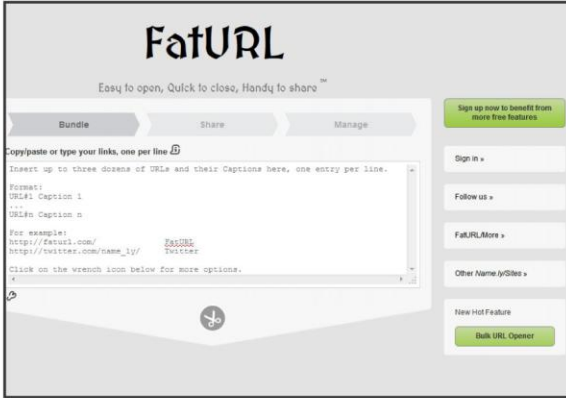 FatURL
Easy to open, Quick to close, Handy to share ™
Bundle
Share
Manage
Copy/paste or type your links, one per line
Insert up to three dozens of URLs and their Captions here, one entry per line.
Format:
URL#1 Caption 1
...
URL#n Caption n
For example:
http://faturl.com/ FatURL
http://twitter.com/name_ly/ Twitter
Click on the wrench icon below for more options.
Sign up now to benefit from
more free features
Sign in »
Follow us »
FatURL/More »
Other Name.ly/Sites »
New Hot Feature
Bulk URL Opener